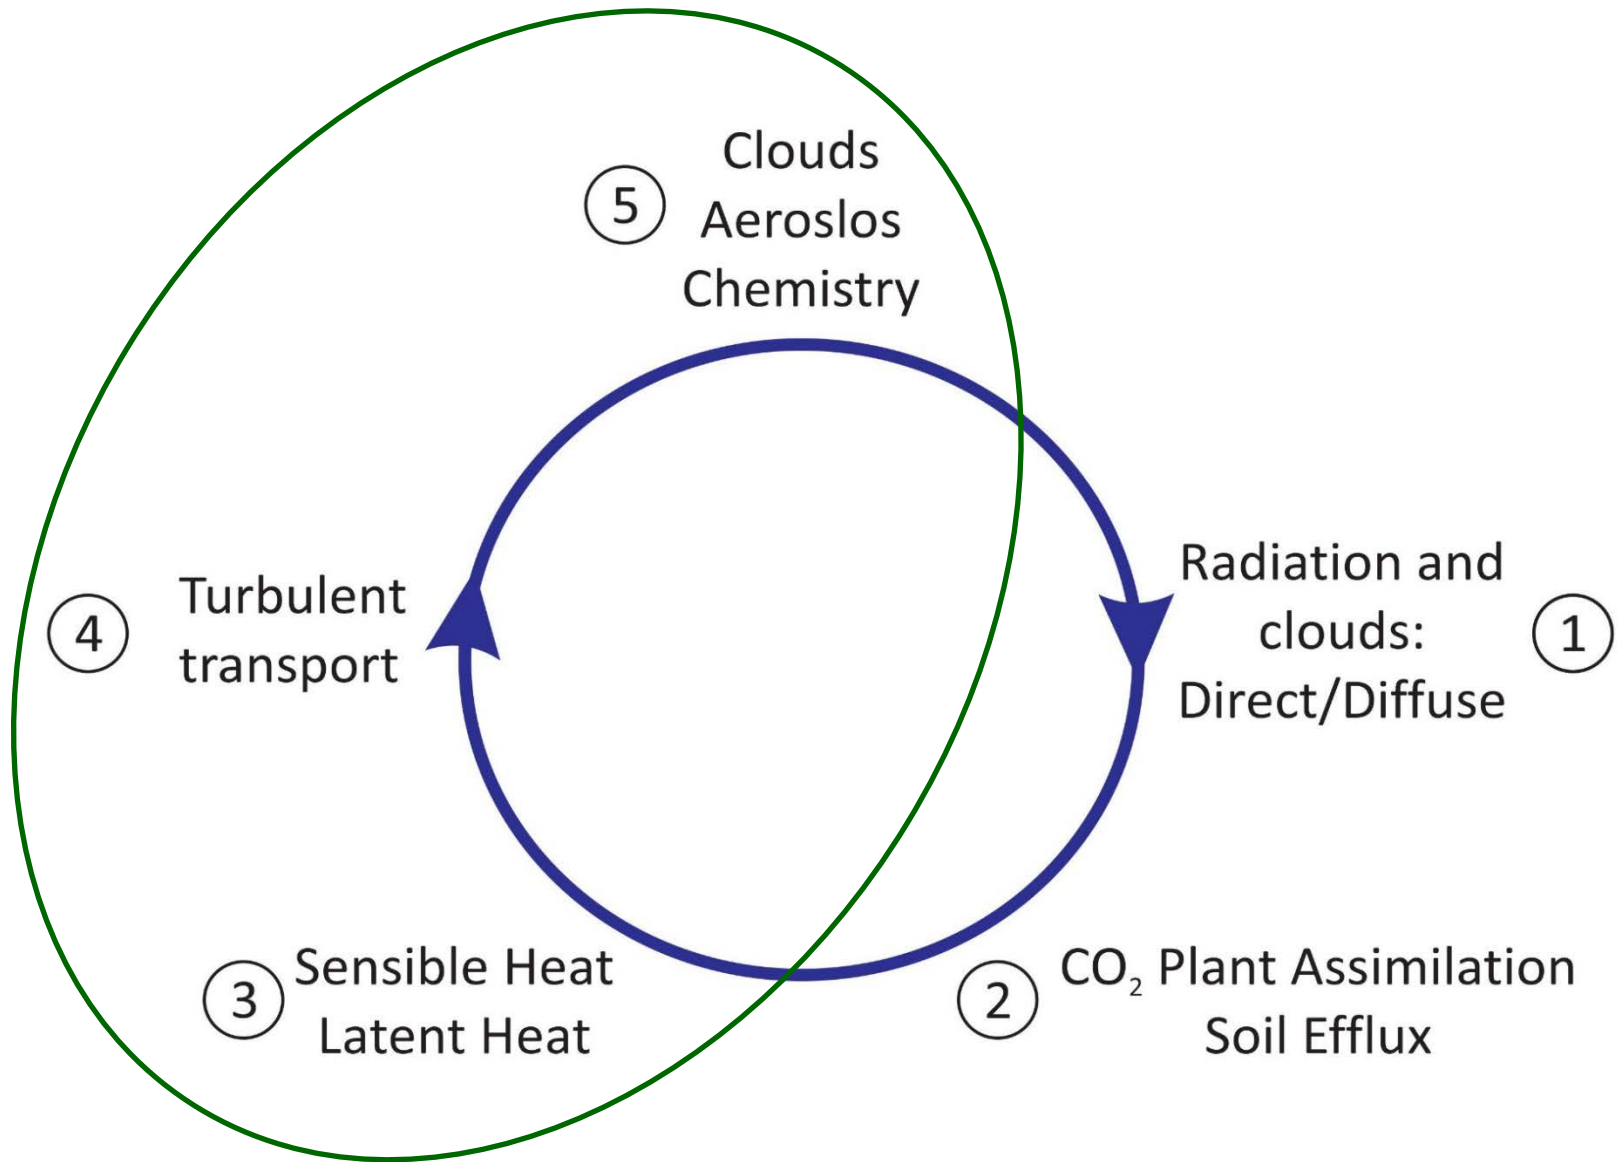 5
Clouds
Aeroslos
Chemistry
Radiation and
clouds:
Direct/Diffuse
1
4
Turbulent
transport
3
Sensible Heat
Latent Heat
2
CO₂ Plant Assimilation
Soil Efflux